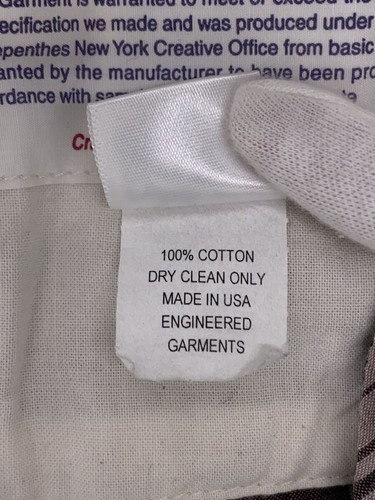 Garment is warranted to meet or exceed the
ecification we made and was produced under
epenthes New York Creative Office from basic
anted by the manufacturer to have been pro
rdance with
100% COTTON
DRY CLEAN ONLY
MADE IN USA
ENGINEERED
GARMENTS